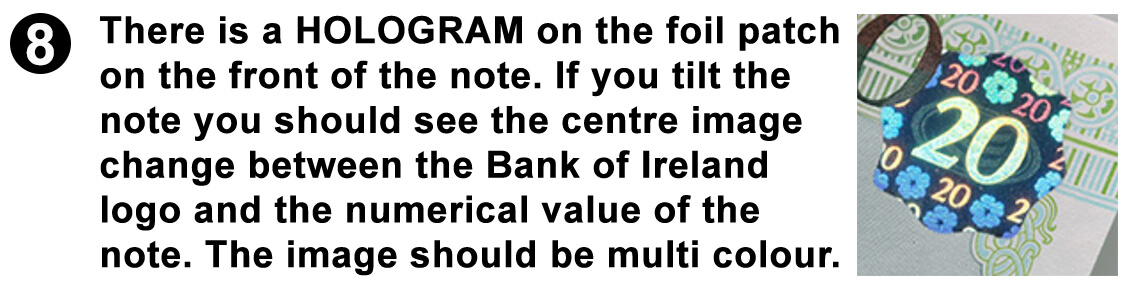 8
There is a HOLOGRAM on the foil patch
on the front of the note. If you tilt the
note you should see the centre image
change between the Bank of Ireland
logo and the numerical value of the
note. The image should be multi colour.
20
20
20
20
20